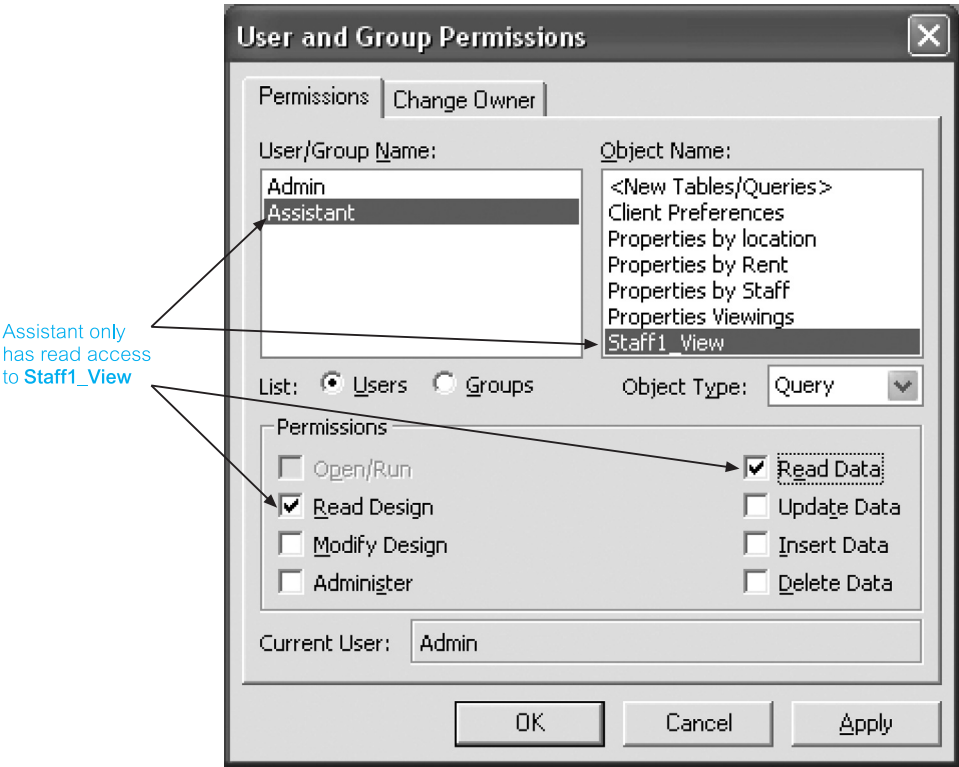 User and Group Permissions
Permissions
Change Owner
User/Group Name:
Object Name:
Admin
Assistant
<New Tables/Queries>
Client Preferences
Properties by location
Properties by Rent
Properties by Staff
Properties Viewings
Staff1_View
Assistant only
has read access
to Staff1_View
List:
Users
Groups
Object Type:
Query
Permissions
Open/Run
Read Design
Modify Design
Administer
Read Data
Update Data
Insert Data
Delete Data
Current User:
Admin
OK
Cancel
Apply